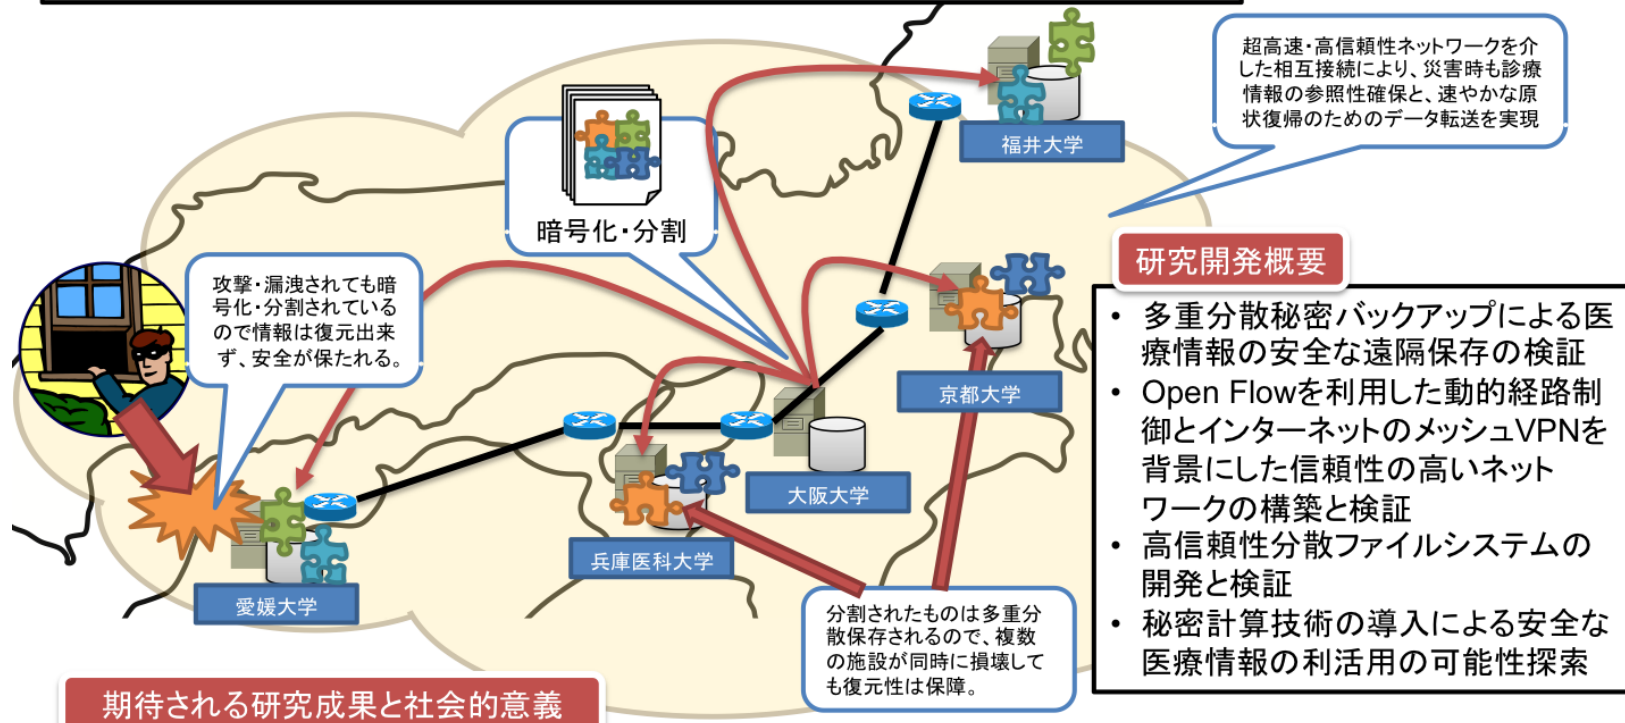 超高速・高信頼性ネットワークを介
した相互接続により、災害時も診療
情報の参照性確保と、速やかな原
状復帰のためのデータ転送を実現
福井大学
暗号化・分割
攻撃・漏洩されても暗
号化・分割されている
ので情報は復元出来
ず、安全が保たれる。
京都大学
大阪大学
兵庫医科大学
愛媛大学
分割されたものは多重分
散保存されるので、複数
の施設が同時に損壊して
も復元性は保障。
研究開発概要
• 多重分散秘密バックアップによる医
療情報の安全な遠隔保存の検証
• Open Flowを利用した動的経路制
御とインターネットのメッシュVPNを
背景にした信頼性の高いネット
ワークの構築と検証
• 高信頼性分散ファイルシステムの
開発と検証
• 秘密計算技術の導入による安全な
医療情報の利活用の可能性探索
期待される研究成果と社会的意義